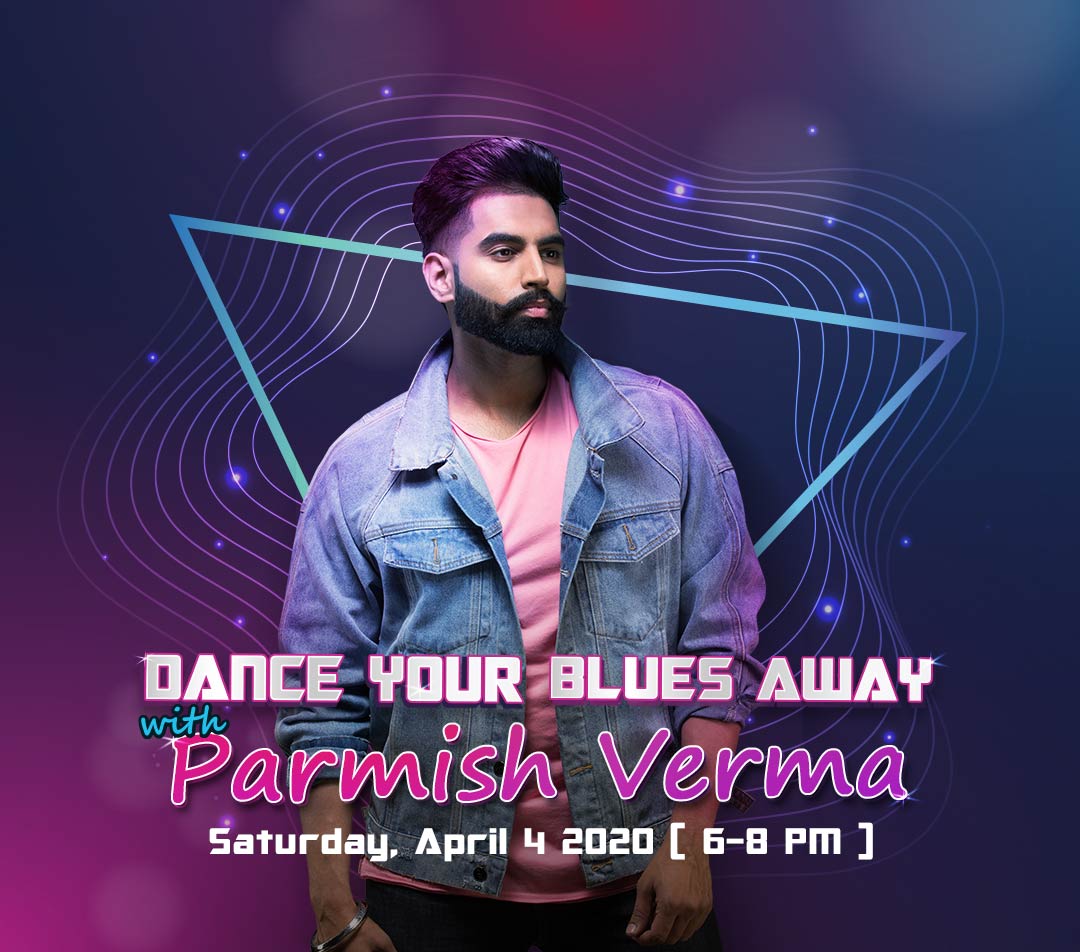 DANCE YOUR BLUES AWAY
with
Parmish Verma
Saturday, April 4 2020 [ 6-8 PM ]